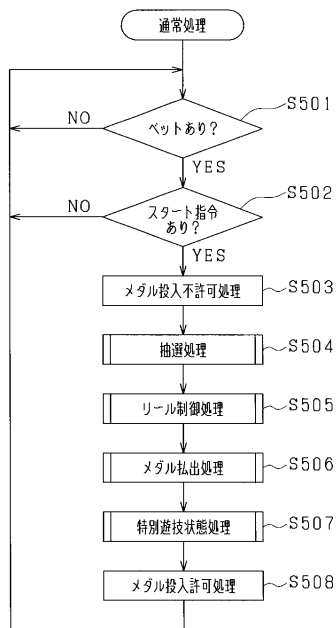 通常処理
S501
NO
ベットあり?
YES
S502
NO
スタート指令
あり?
YES
メダル投入不許可処理
S503
抽選処理
S504
リール制御処理
S505
メダル払出処理
S506
特別遊技状態処理
S507
メダル投入許可処理
S508